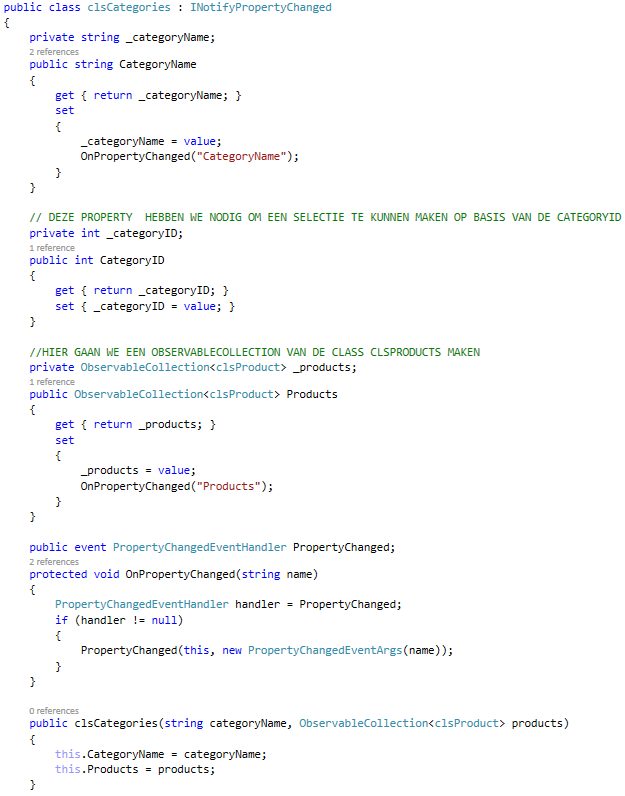 public class clsCategories : INotifyPropertyChanged
{
    private string _categoryName;
    2 references
    public string CategoryName
    {
        get { return _categoryName; }
        set
        {
            _categoryName = value;
            OnPropertyChanged("CategoryName");
        }
    }

    // DEZE PROPERTY  HEBBEN WE NODIG OM EEN SELECTIE TE KUNNEN MAKEN OP BASIS VAN DE CATEGORYID
    private int _categoryID;
    1 reference
    public int CategoryID
    {
        get { return _categoryID; }
        set { _categoryID = value; }
    }

    //HIER GAAN WE EEN OBSERVABLECOLLECTION VAN DE CLASS CLSPRODUCTS MAKEN
    private ObservableCollection<clsProduct> _products;
    1 reference
    public ObservableCollection<clsProduct> Products
    {
        get { return _products; }
        set
        {
            _products = value;
            OnPropertyChanged("Products");
        }
    }

    public event PropertyChangedEventHandler PropertyChanged;
    2 references
    protected void OnPropertyChanged(string name)
    {
        PropertyChangedEventHandler handler = PropertyChanged;
        if (handler != null)
        {
            PropertyChanged(this, new PropertyChangedEventArgs(name));
        }
    }

    0 references
    public clsCategories(string categoryName, ObservableCollection<clsProduct> products)
    {
        this.CategoryName = categoryName;
        this.Products = products;
    }